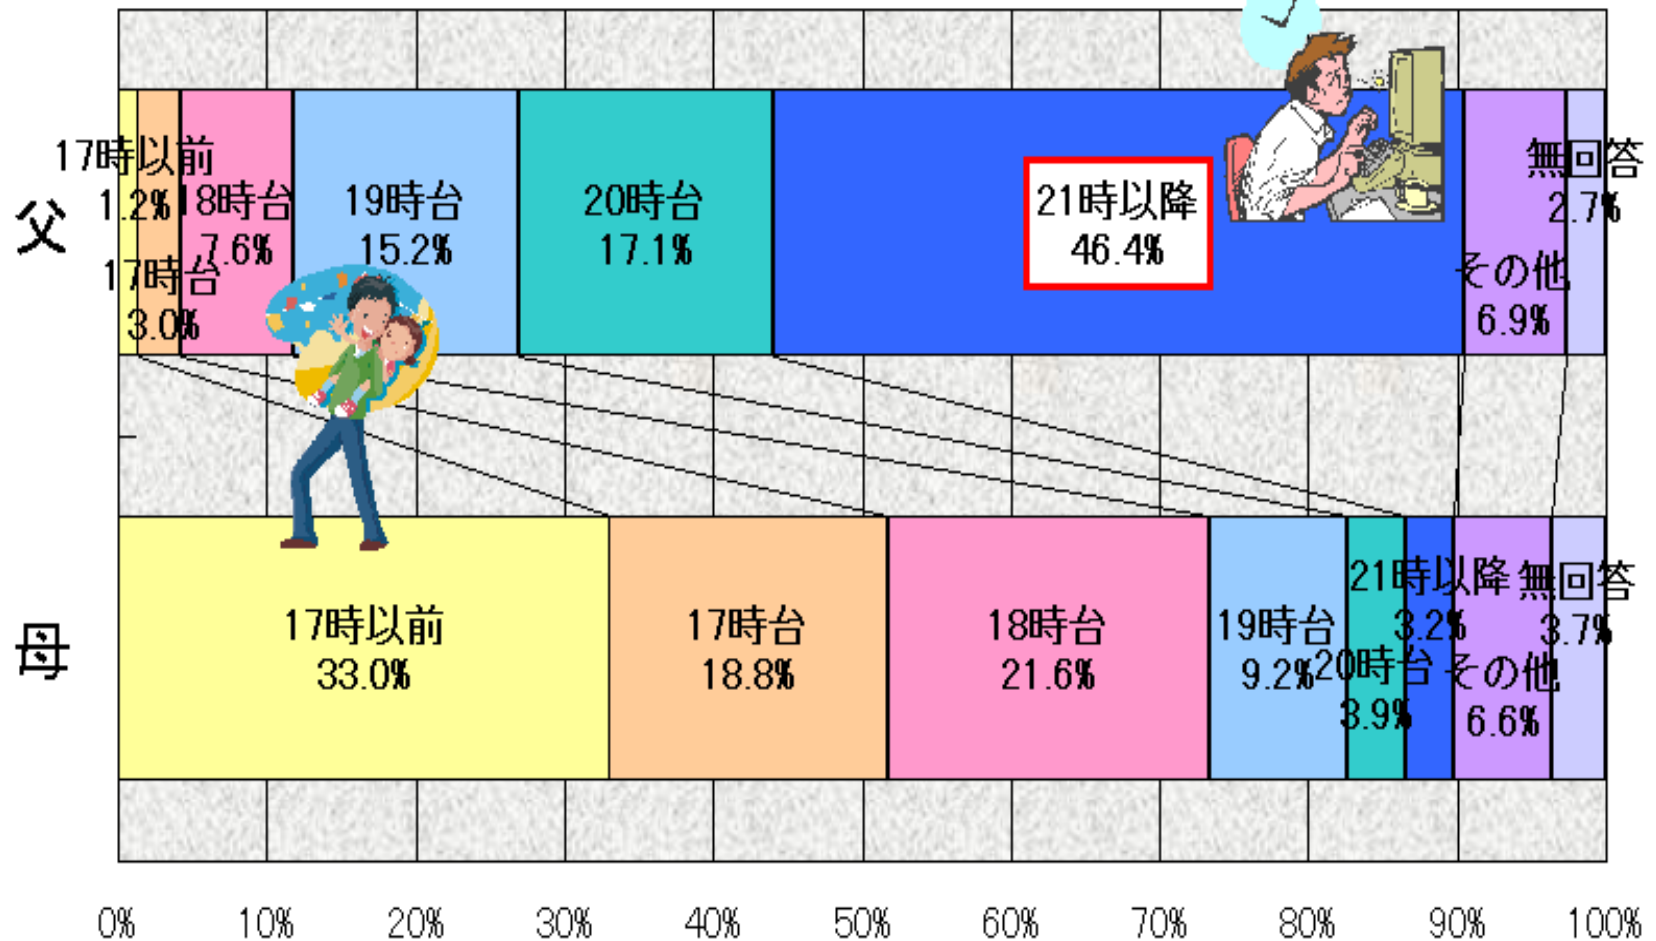 父
17時以前
1.2%
17時台
3.0%
18時台
7.6%
19時台
15.2%
20時台
17.1%
21時以降
46.4%
その他
6.9%
無回答
2.7%
母
17時以前
33.0%
17時台
18.8%
18時台
21.6%
19時台
9.2%
20時台
3.9%
21時以降
3.2%
その他
6.6%
無回答
3.7%
0% 10% 20% 30% 40% 50% 60% 70% 80% 90% 100%